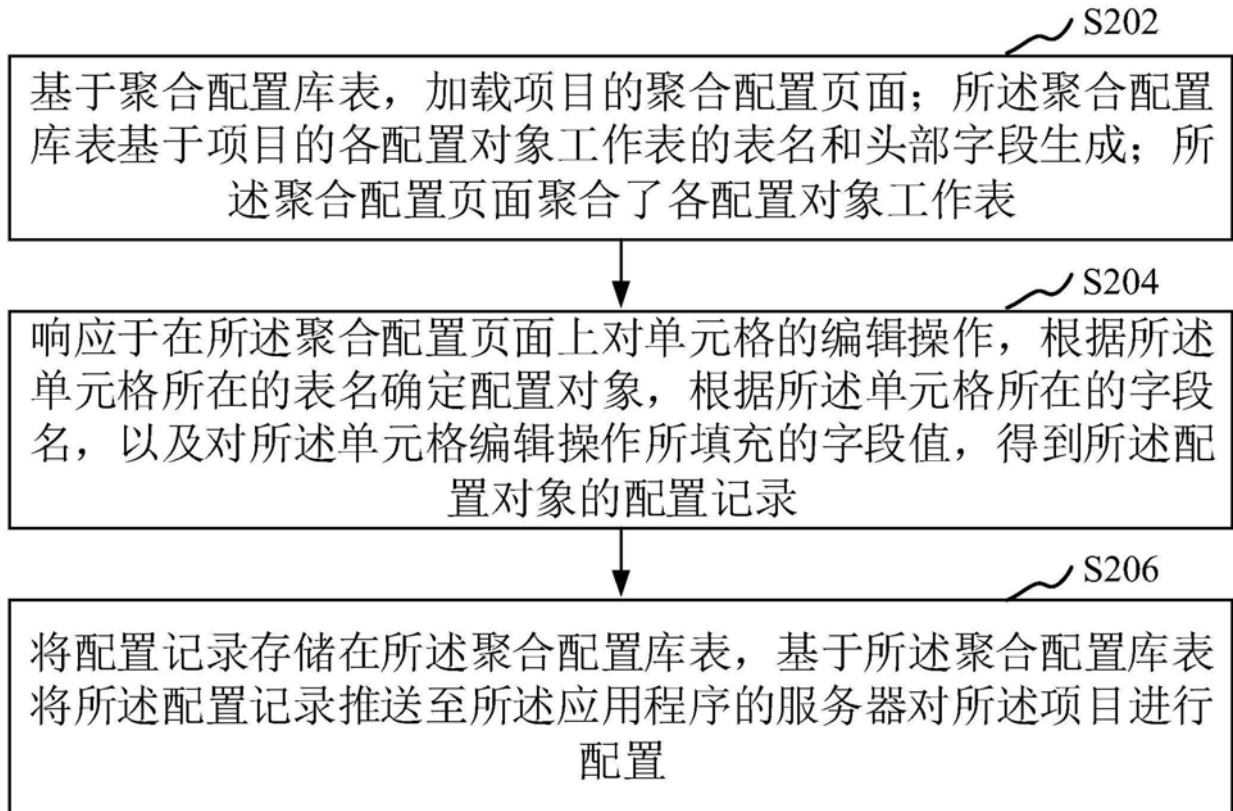 S202
基于聚合配置库表，加载项目的聚合配置页面；所述聚合配置
库表基于项目的各配置对象工作表的表名和头部字段生成；所
述聚合配置页面聚合了各配置对象工作表
S204
响应于在所述聚合配置页面上对单元格的编辑操作，根据所述
单元格所在的表名确定配置对象，根据所述单元格所在的字段
名，以及对所述单元格编辑操作所填充的字段值，得到所述配
置对象的配置记录
S206
将配置记录存储在所述聚合配置库表，基于所述聚合配置库表
将所述配置记录推送至所述应用程序的服务器对所述项目进行
配置